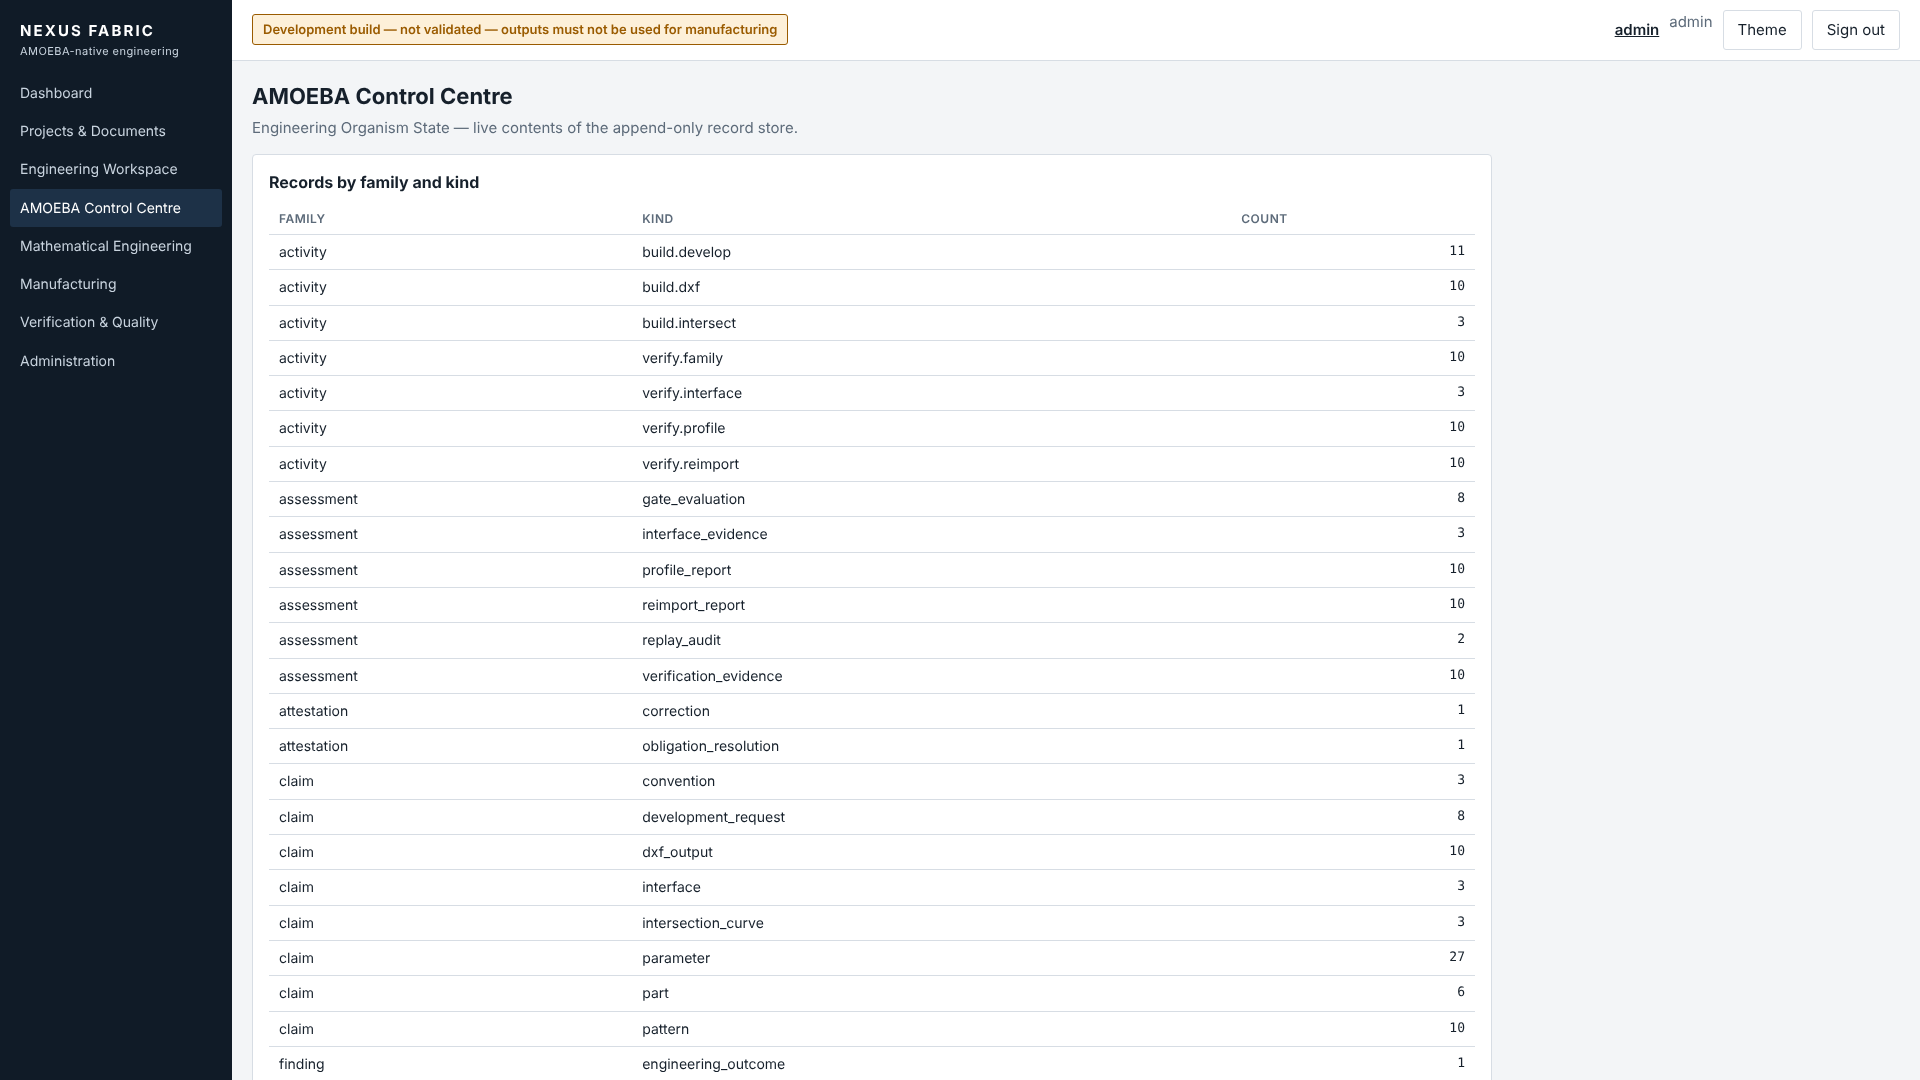 NEXUS FABRIC
AMOEBA-native engineering
Dashboard
Projects & Documents
Engineering Workspace
AMOEBA Control Centre
Mathematical Engineering
Manufacturing
Verification & Quality
Administration
Development build — not validated — outputs must not be used for manufacturing
admin admin Theme Sign out
AMOEBA Control Centre
Engineering Organism State — live contents of the append-only record store.
Records by family and kind
FAMILY KIND COUNT
activity build.develop 11
activity build.dxf 10
activity build.intersect 3
activity verify.family 10
activity verify.interface 3
activity verify.profile 10
activity verify.reimport 10
assessment gate_evaluation 8
assessment interface_evidence 3
assessment profile_report 10
assessment reimport_report 10
assessment replay_audit 2
assessment verification_evidence 10
attestation correction 1
attestation obligation_resolution 1
claim convention 3
claim development_request 8
claim dxf_output 10
claim interface 3
claim intersection_curve 3
claim parameter 27
claim part 6
claim pattern 10
finding engineering_outcome 1